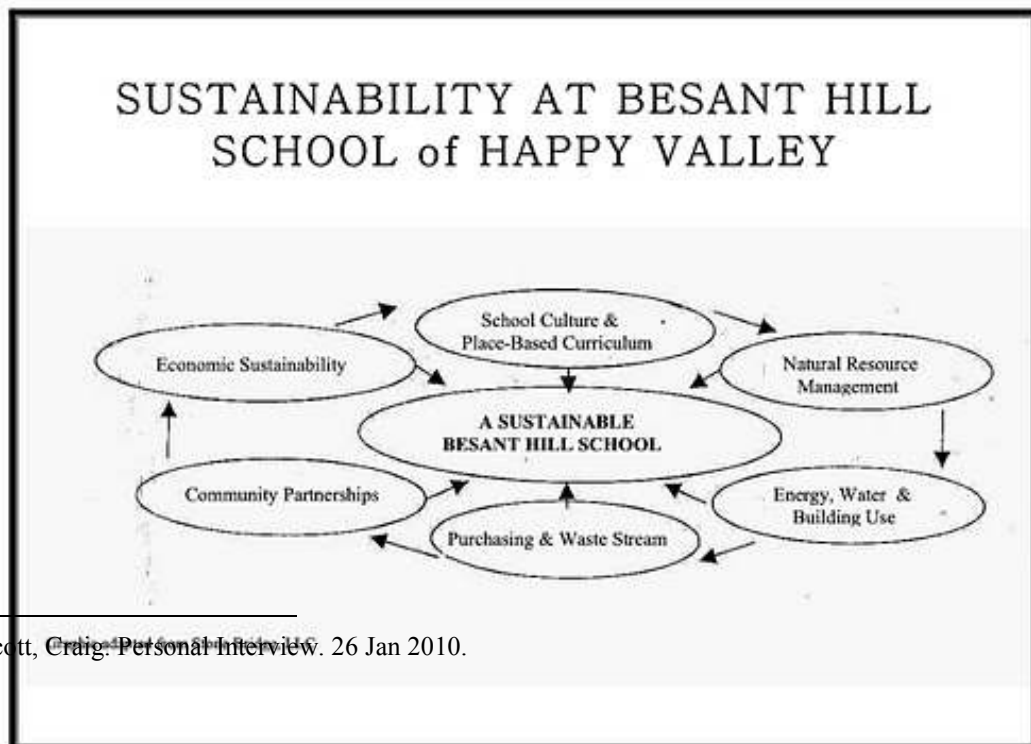 SUSTAINABILITY AT BESANT HILL
SCHOOL of HAPPY VALLEY
School Culture &
Place-Based Curriculum
Economic Sustainability
Natural Resource
Management
A SUSTAINABLE
BESANT HILL SCHOOL
Community Partnerships
Energy, Water &
Building Use
Purchasing & Waste Stream
Craig. Personal Interview. 26 Jan 2010.